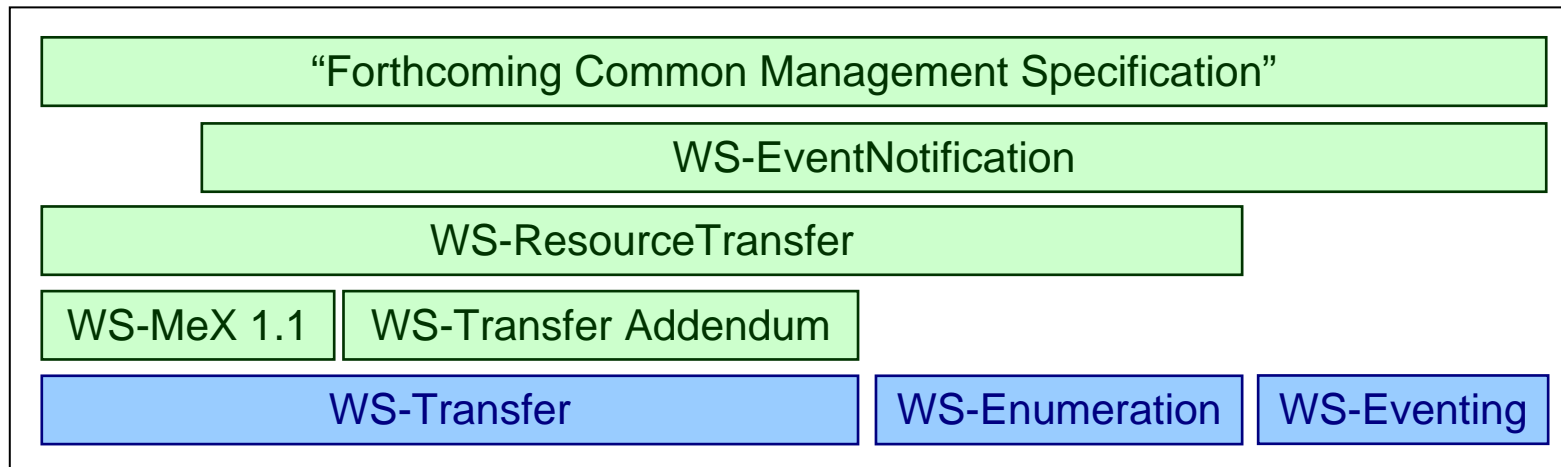 “Forthcoming Common Management Specification”
WS-EventNotification
WS-ResourceTransfer
WS-MeX 1.1 WS-Transfer Addendum
WS-Transfer WS-Enumeration WS-Eventing